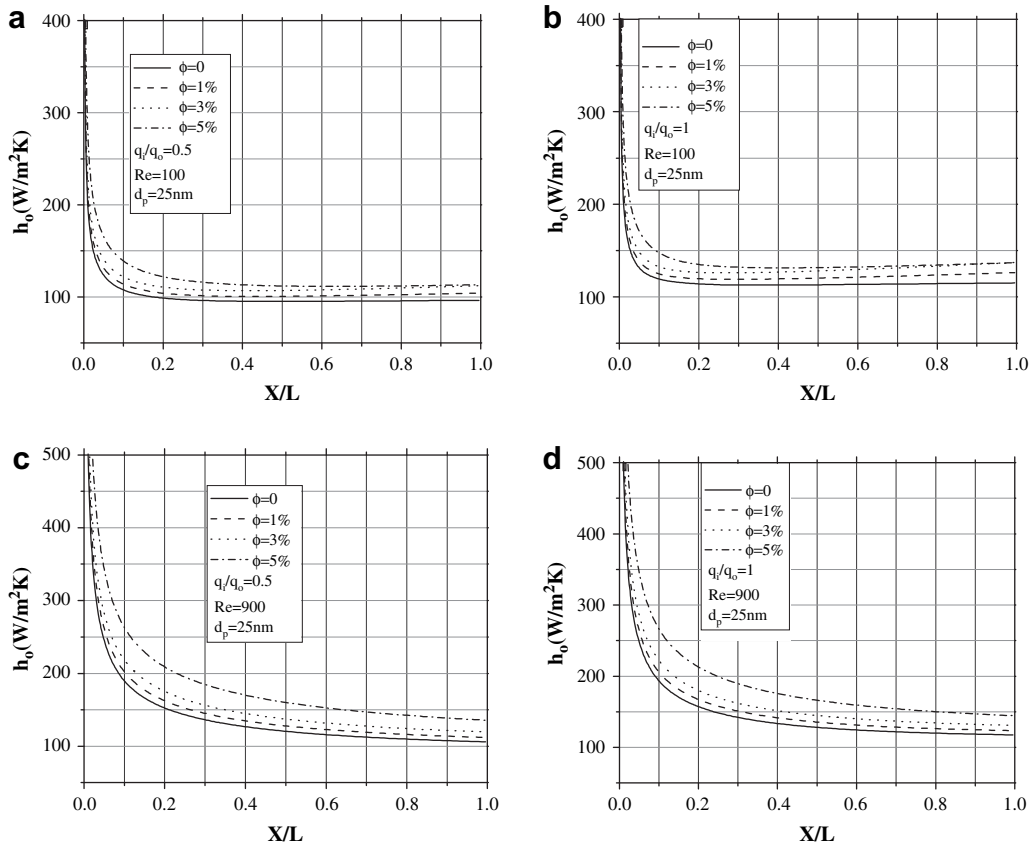 a
400
300
200
100
h_o(W/m²K)
ϕ=0
ϕ=1%
ϕ=3%
ϕ=5%
q_i/q_o=0.5
Re=100
d_p=25nm
0.0 0.2 0.4 0.6 0.8 1.0
X/L
b
400
300
200
100
h_o(W/m²K)
ϕ=0
ϕ=1%
ϕ=3%
ϕ=5%
q_i/q_o=1
Re=100
d_p=25nm
0.0 0.2 0.4 0.6 0.8 1.0
X/L
c
500
400
300
200
100
h_o(W/m²K)
ϕ=0
ϕ=1%
ϕ=3%
ϕ=5%
q_i/q_o=0.5
Re=900
d_p=25nm
0.0 0.2 0.4 0.6 0.8 1.0
X/L
d
500
400
300
200
100
h_o(W/m²K)
ϕ=0
ϕ=1%
ϕ=3%
ϕ=5%
q_i/q_o=1
Re=900
d_p=25nm
0.0 0.2 0.4 0.6 0.8 1.0
X/L